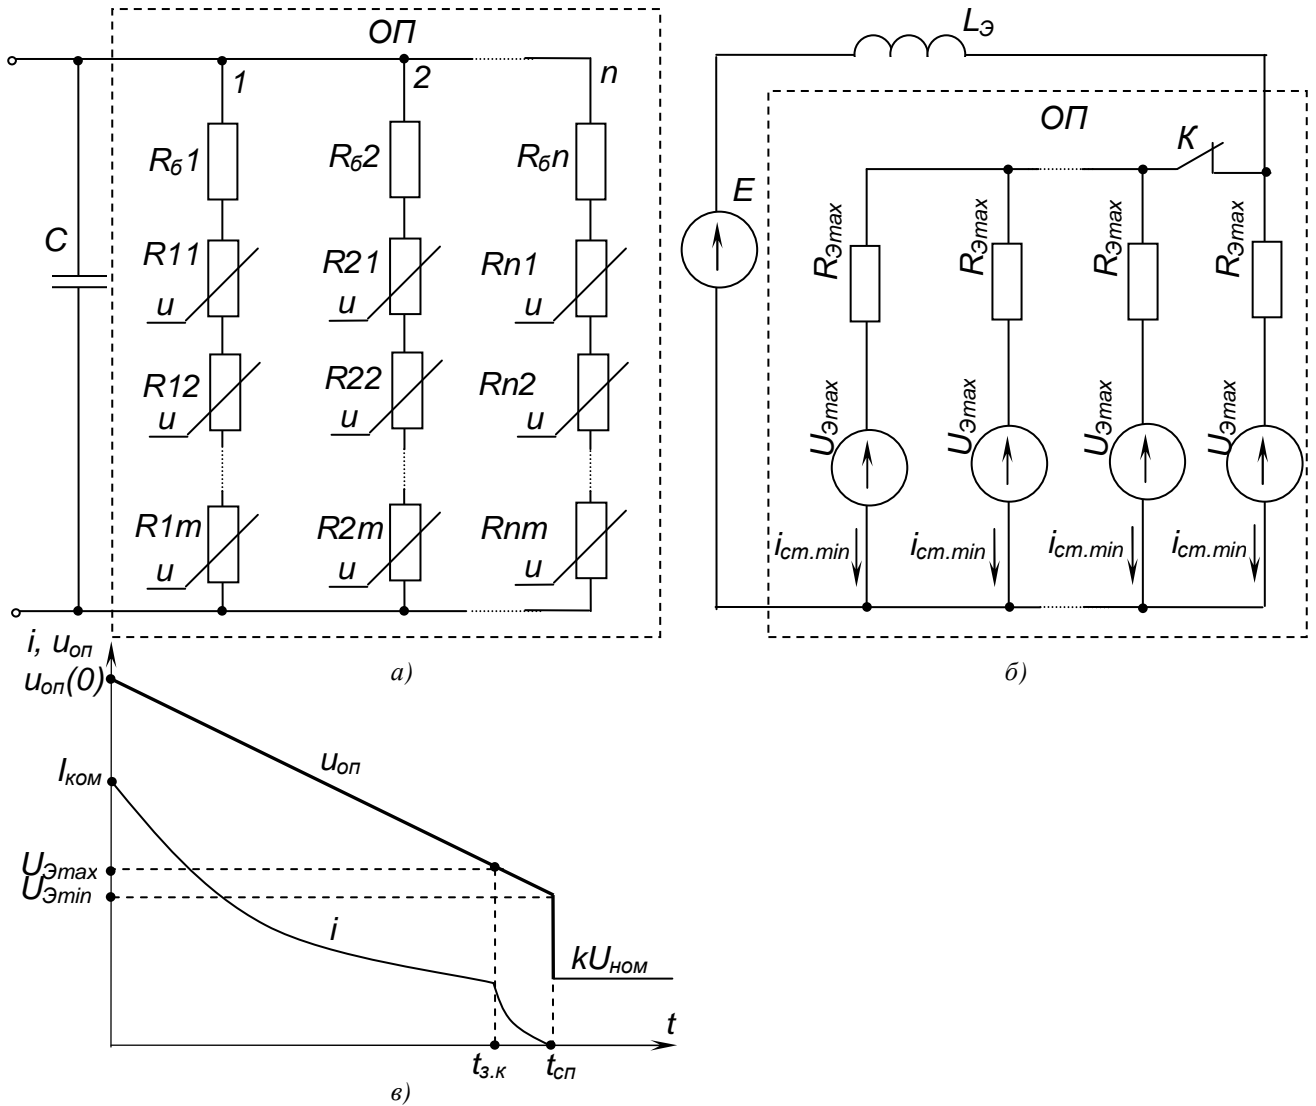 ОП
1
2
n
Rб1
Rб2
Rбn
C
R11
u
R21
u
Rn1
u
R12
u
R22
u
Rn2
u
R1m
u
R2m
u
Rnm
u
а)
LЭ
ОП
К
E
RЭmax
RЭmax
RЭmax
RЭmax
UЭmax
UЭmax
UЭmax
UЭmax
iст.min
iст.min
iст.min
iст.min
б)
i, uоп
uоп(0)
uоп
Iком
UЭmax
UЭmin
i
kUном
t
tз.к
tсп
в)